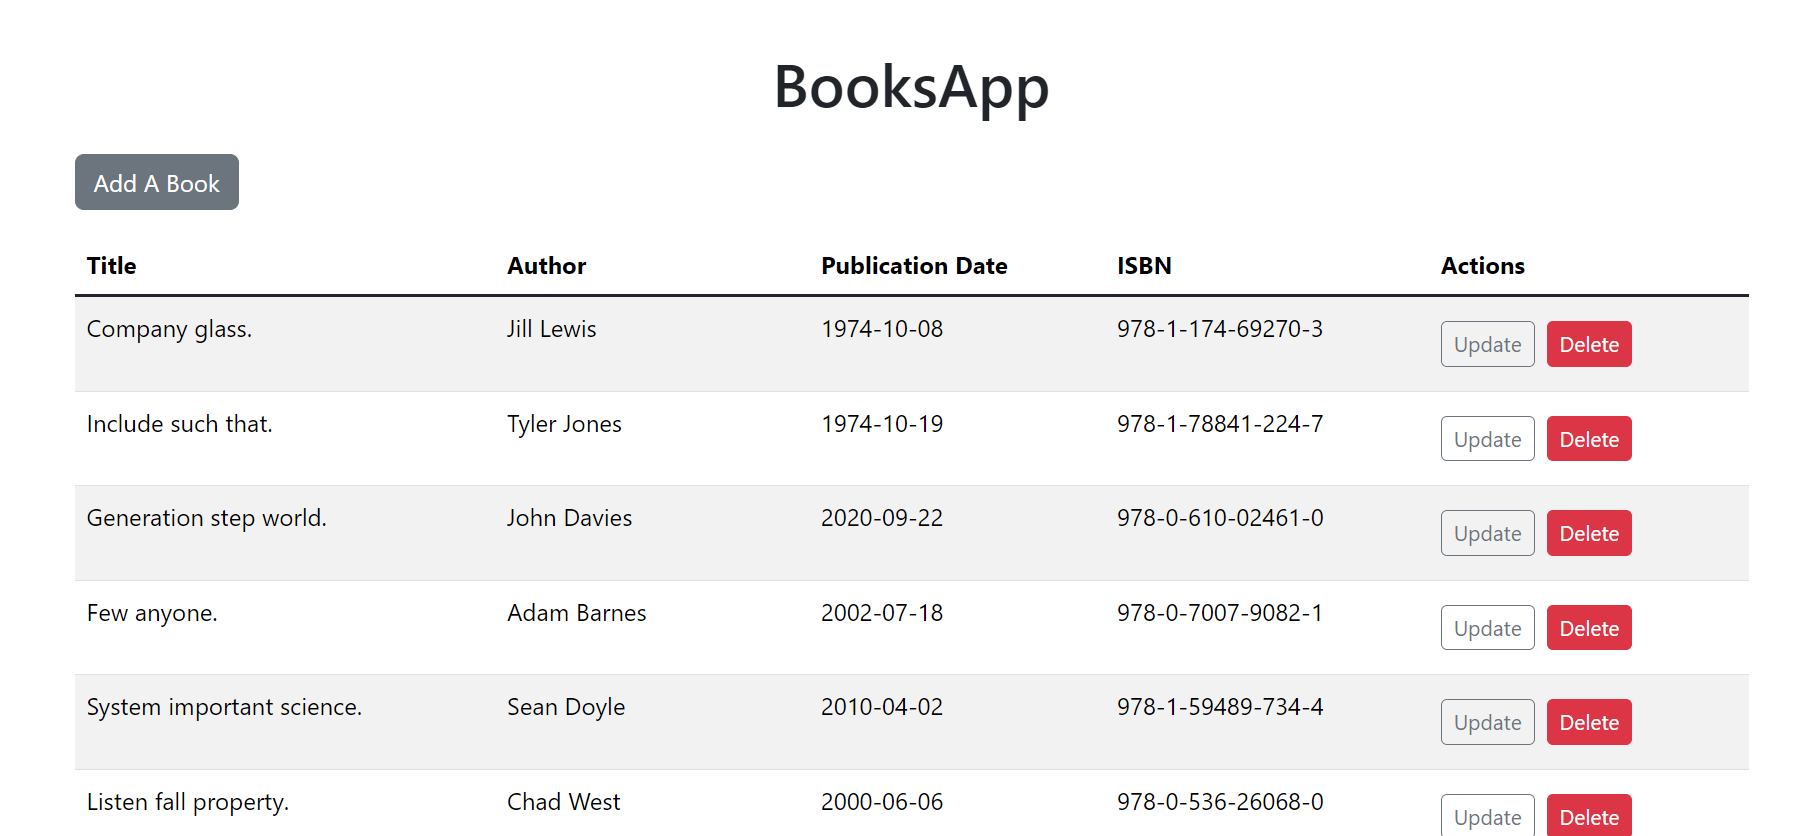 BooksApp
Add A Book
Title Author Publication Date ISBN Actions
Company glass. Jill Lewis 1974-10-08 978-1-174-69270-3 Update Delete
Include such that. Tyler Jones 1974-10-19 978-1-78841-224-7 Update Delete
Generation step world. John Davies 2020-09-22 978-0-610-02461-0 Update Delete
Few anyone. Adam Barnes 2002-07-18 978-0-7007-9082-1 Update Delete
System important science. Sean Doyle 2010-04-02 978-1-59489-734-4 Update Delete
Listen fall property. Chad West 2000-06-06 978-0-536-26068-0 Update Delete